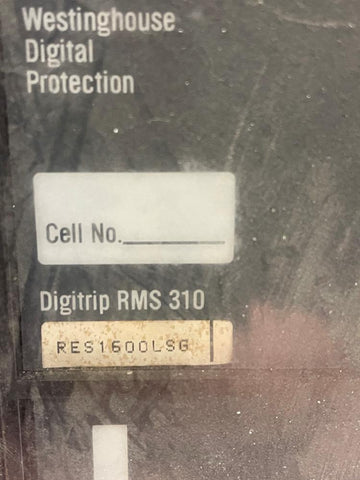 Westinghouse
Digital
Protection
Cell No.
Digitrip RMS 310
RES1600LSG